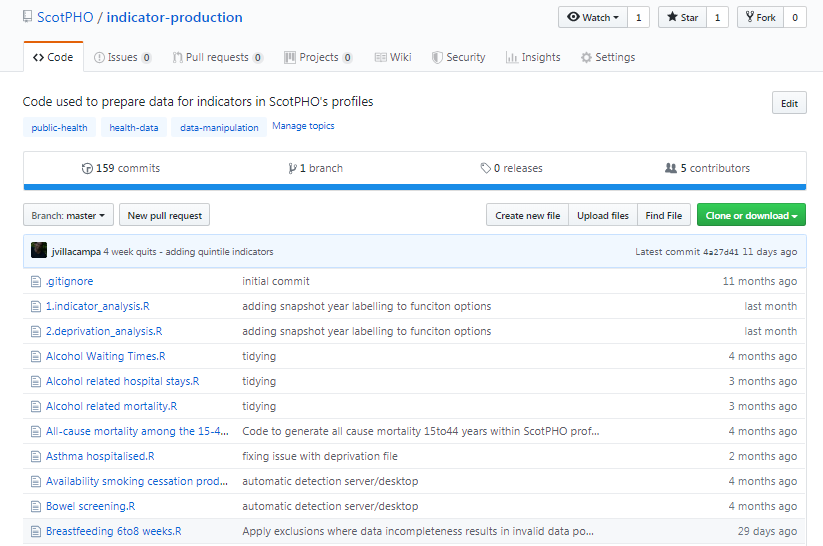 ScotPHO / indicator-production
Watch 1 Star 1 Fork 0
Code Issues 0 Pull requests 0 Projects 0 Wiki Security Insights Settings
Code used to prepare data for indicators in ScotPHO's profiles
Edit
public-health health-data data-manipulation Manage topics
159 commits 1 branch 0 releases 5 contributors
Branch: master New pull request Create new file Upload files Find File Clone or download
jvillacampa 4 week quits - adding quintile indicators Latest commit 4a27d41 11 days ago
.gitignore initial commit 11 months ago
1.indicator_analysis.R adding snapshot year labelling to funciton options last month
2.deprivation_analysis.R adding snapshot year labelling to funciton options last month
Alcohol Waiting Times.R tidying 4 months ago
Alcohol related hospital stays.R tidying 3 months ago
Alcohol related mortality.R tidying 3 months ago
All-cause mortality among the 15-4... Code to generate all cause mortality 15to44 years within ScotPHO prof... 4 months ago
Asthma hospitalised.R fixing issue with deprivation file 2 months ago
Availability smoking cessation prod... automatic detection server/desktop 4 months ago
Bowel screening.R automatic detection server/desktop 4 months ago
Breastfeeding 6to8 weeks.R Apply exclusions where data incompleteness results in invalid data po... 29 days ago